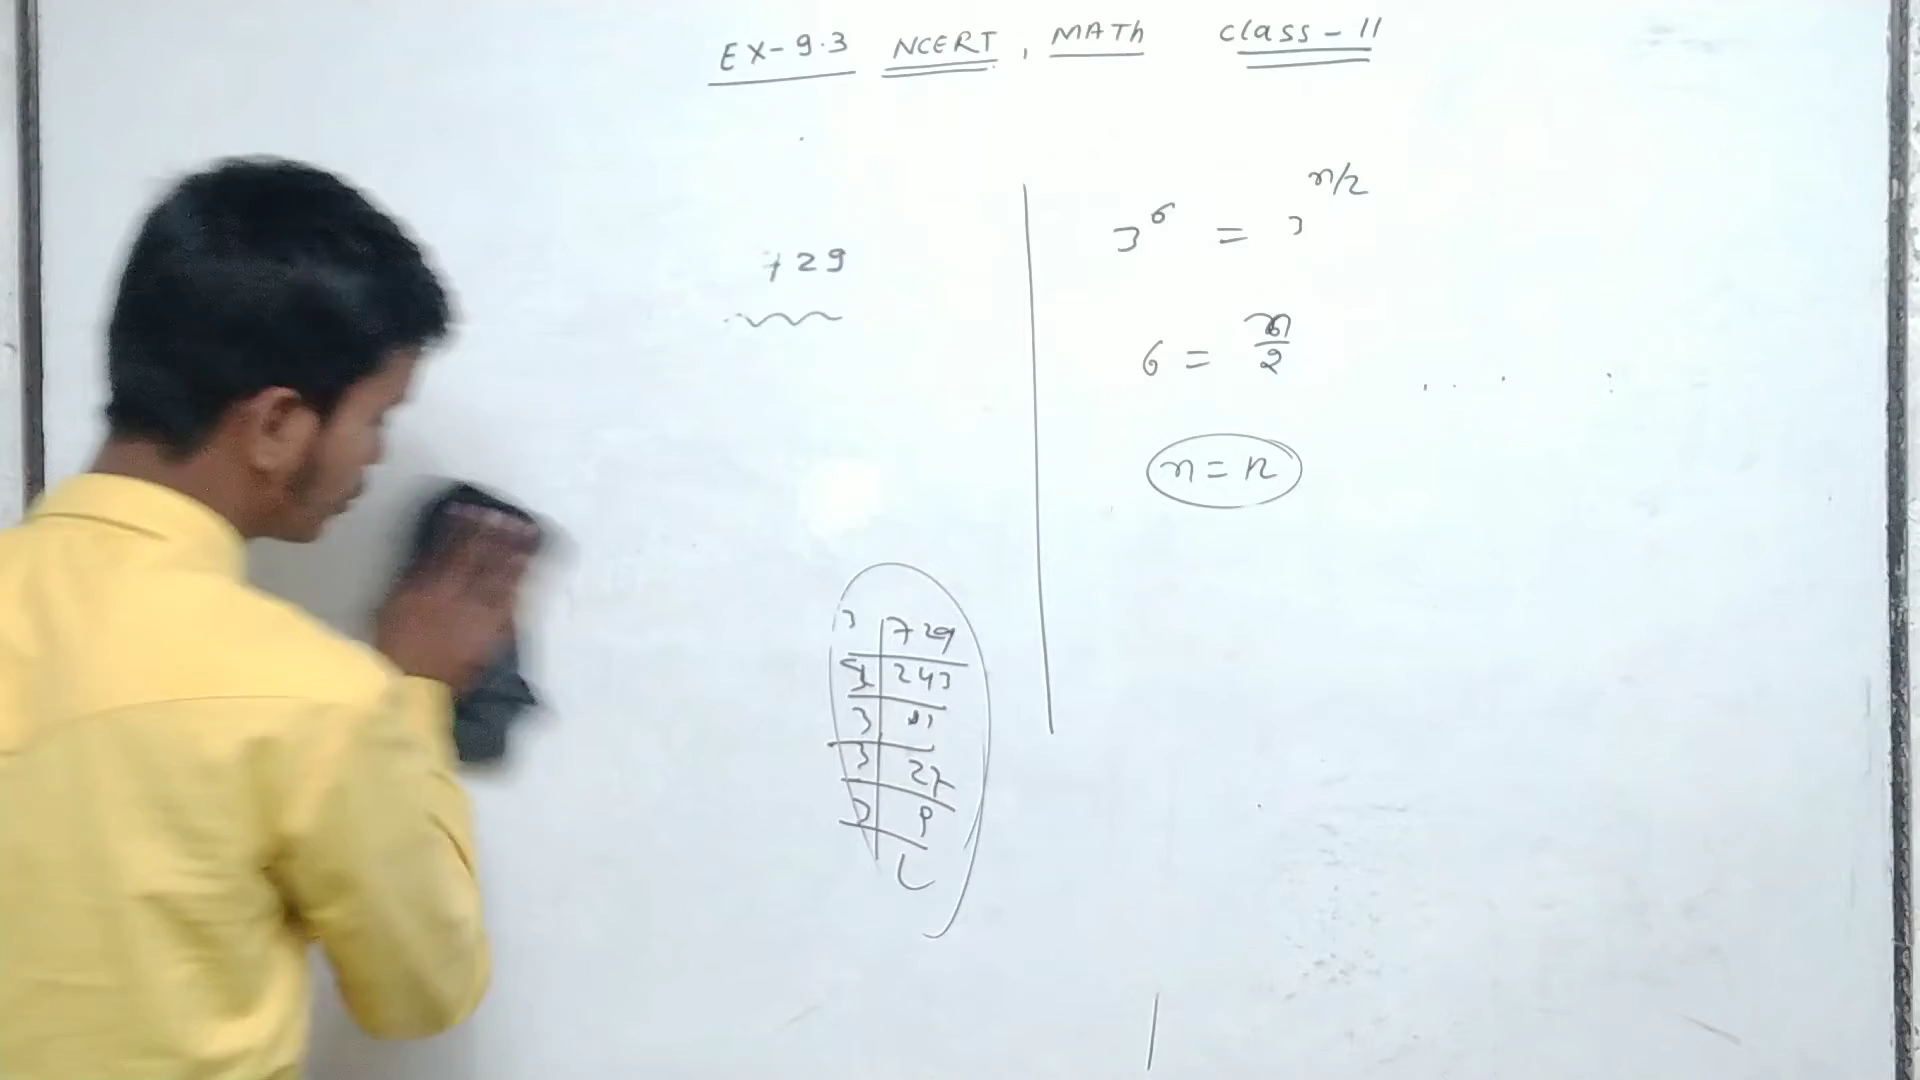 EX-9.3 NCERT, MATH Class-11
729
3 | 729
3 | 243
3 | 81
3 | 27
3 | 9
3^6 = 3^n/2
6 = n/2
n = 12